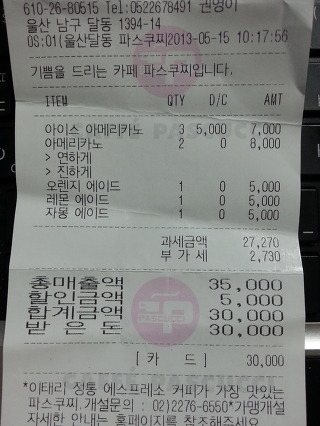 610-26-80515 Tel:0522678491 권영미
울산 남구 달동 1394-14
OS:01(울산달동 파스쿠찌2013-05-15 10:17:56
기쁨을 드리는 카페 파스쿠찌입니다.
ITEM QTY D/C AMT
아이스 아메리카노 3 5,000 7,000
아메리카노 2 0 8,000
> 연하게
> 진하게
오렌지 에이드 1 0 5,000
레몬 에이드 1 0 5,000
자몽 에이드 1 0 5,000
과세금액 27,270
부 가 세 2,730
총매출액 35,000
할인금액 5,000
합계금액 30,000
받 은 돈 30,000
[ 카 드 ] 30,000
*이태리 정통 에스프레소 커피가 가장 맛있는
파스쿠찌.개설문의 : 02)2276-6550*가맹개설
자세한 안내는 홈페이지를 참조해주세요